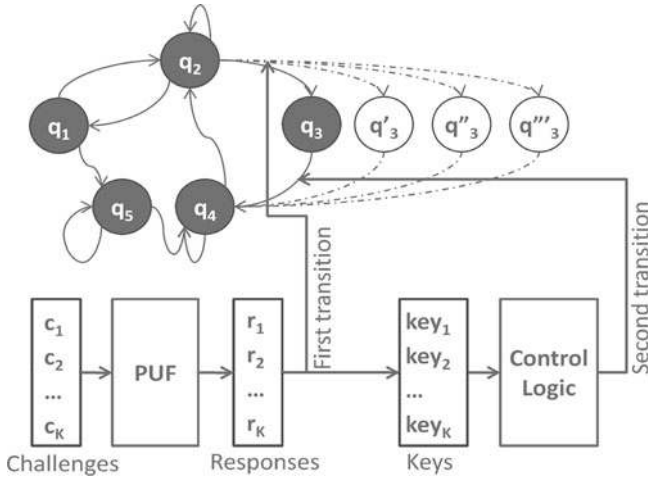 q2
q1
q3
q'3
q"3
q"'3
q5
q4
First transition
Second transition
c1
c2
...
cK
PUF
r1
r2
...
rK
key1
key2
...
keyK
Control
Logic
Challenges
Responses
Keys